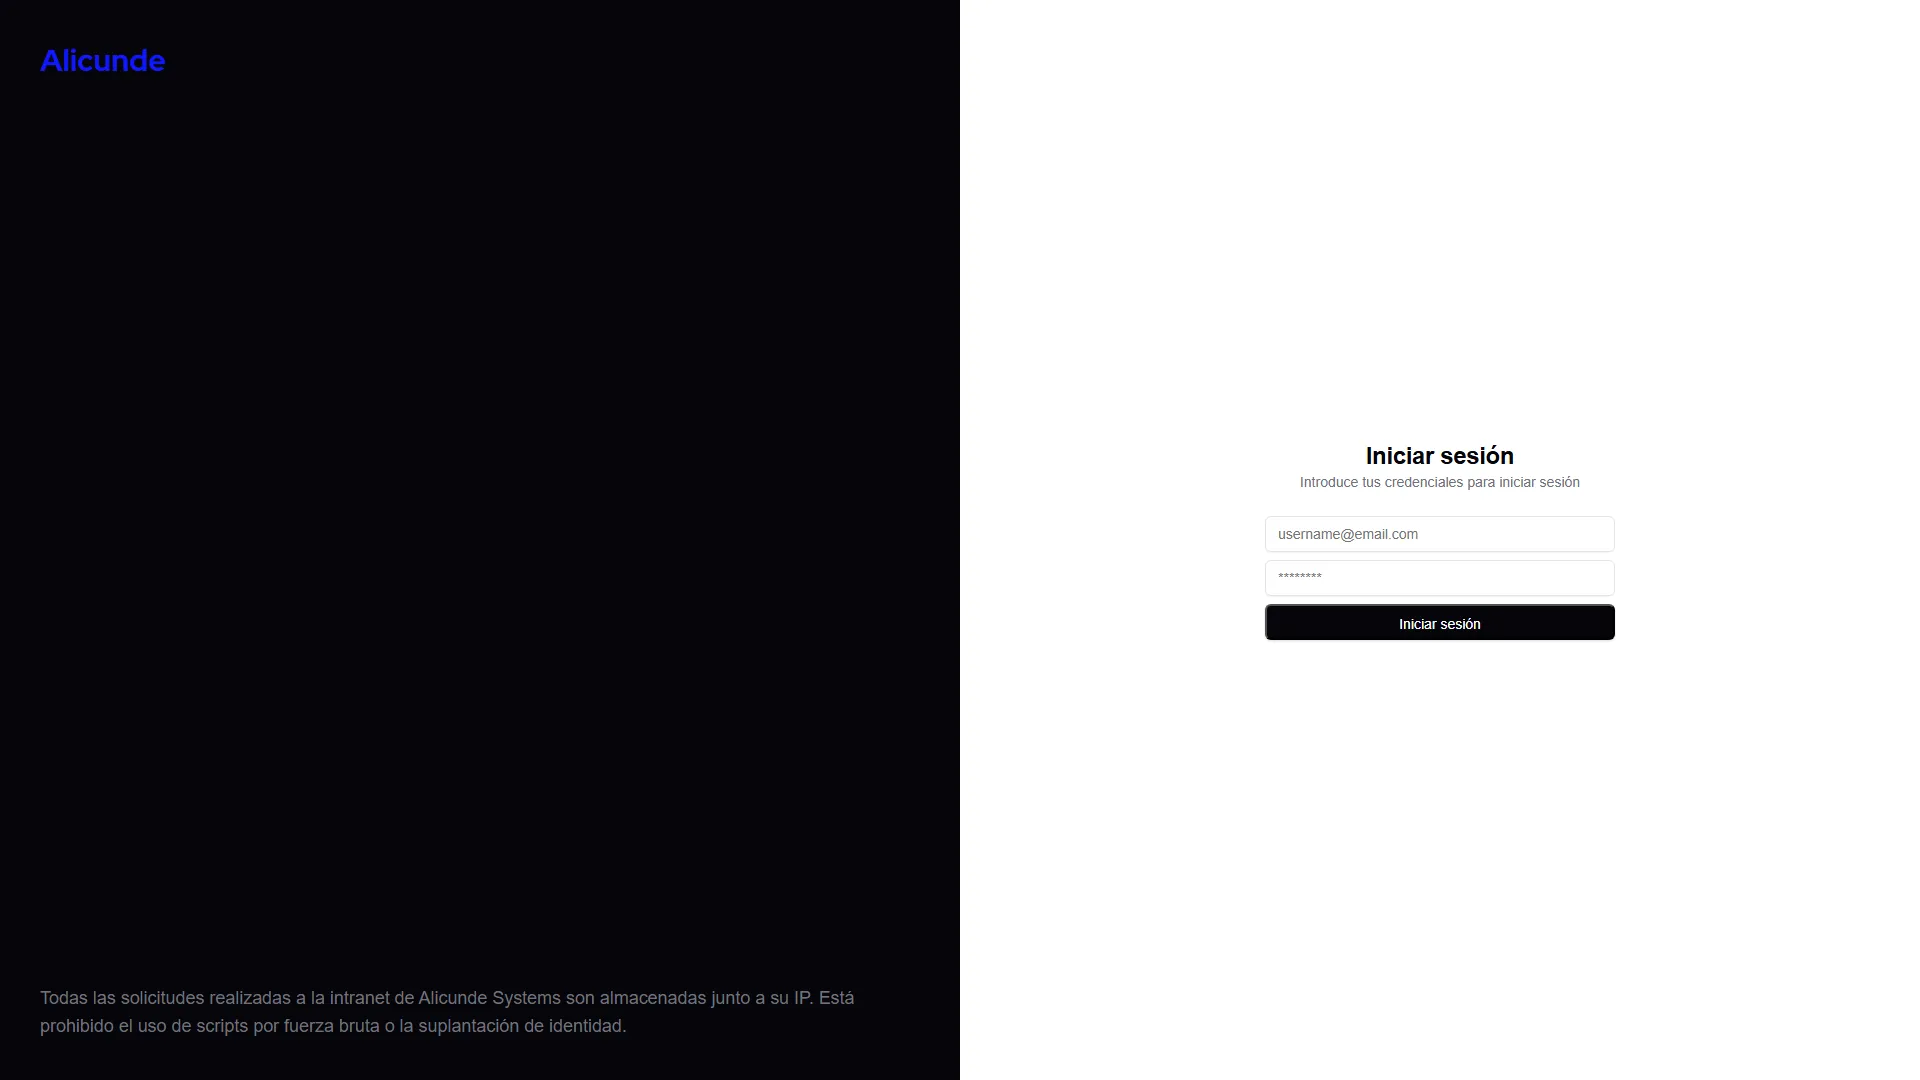 Alicunde
Todas las solicitudes realizadas a la intranet de Alicunde Systems son almacenadas junto a su IP. Está
prohibido el uso de scripts por fuerza bruta o la suplantación de identidad.
Iniciar sesión
Introduce tus credenciales para iniciar sesión
username@email.com
********
Iniciar sesión